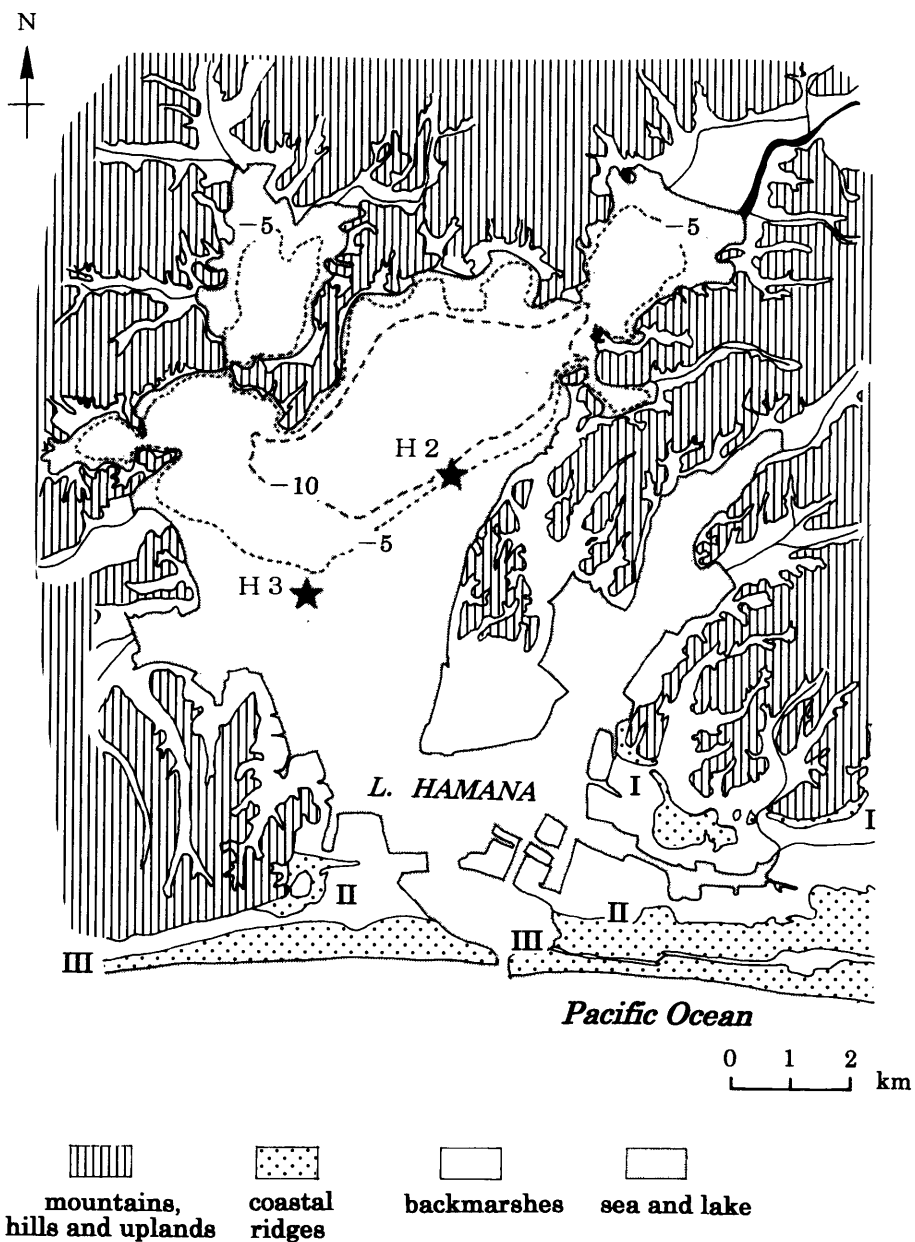 N
−5
−5
H 2
−10
−5
H 3
L. HAMANA
I
I
II
II
III
III
Pacific Ocean
0 1 2
km
mountains,
hills and uplands
coastal
ridges
backmarshes
sea and lake